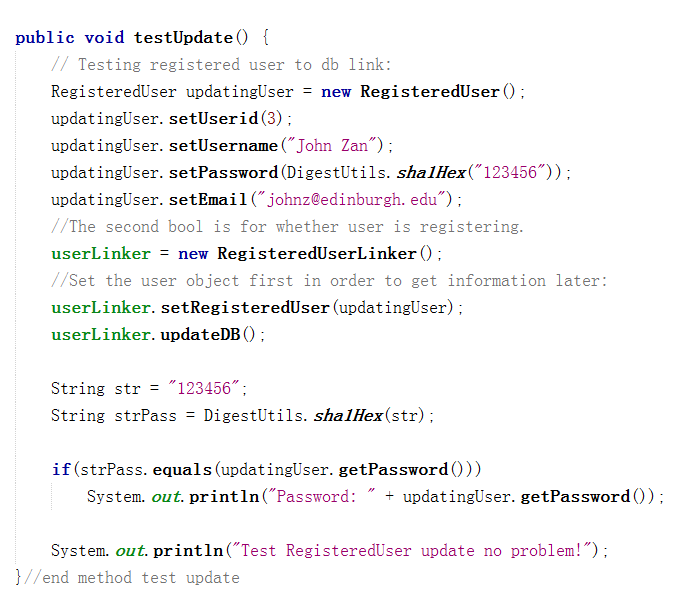 public void testUpdate() {
// Testing registered user to db link:
RegisteredUser updatingUser = new RegisteredUser();
updatingUser.setUserid(3);
updatingUser.setUsername("John Zan");
updatingUser.setPassword(DigestUtils.sha1Hex("123456"));
updatingUser.setEmail("johnz@edinburgh.edu");
//The second bool is for whether user is registering.
userLinker = new RegisteredUserLinker();
//Set the user object first in order to get information later:
userLinker.setRegisteredUser(updatingUser);
userLinker.updateDB();
String str = "123456";
String strPass = DigestUtils.sha1Hex(str);
if(strPass.equals(updatingUser.getPassword()))
System.out.println("Password: " + updatingUser.getPassword());
System.out.println("Test RegisteredUser update no problem!");
}//end method test update